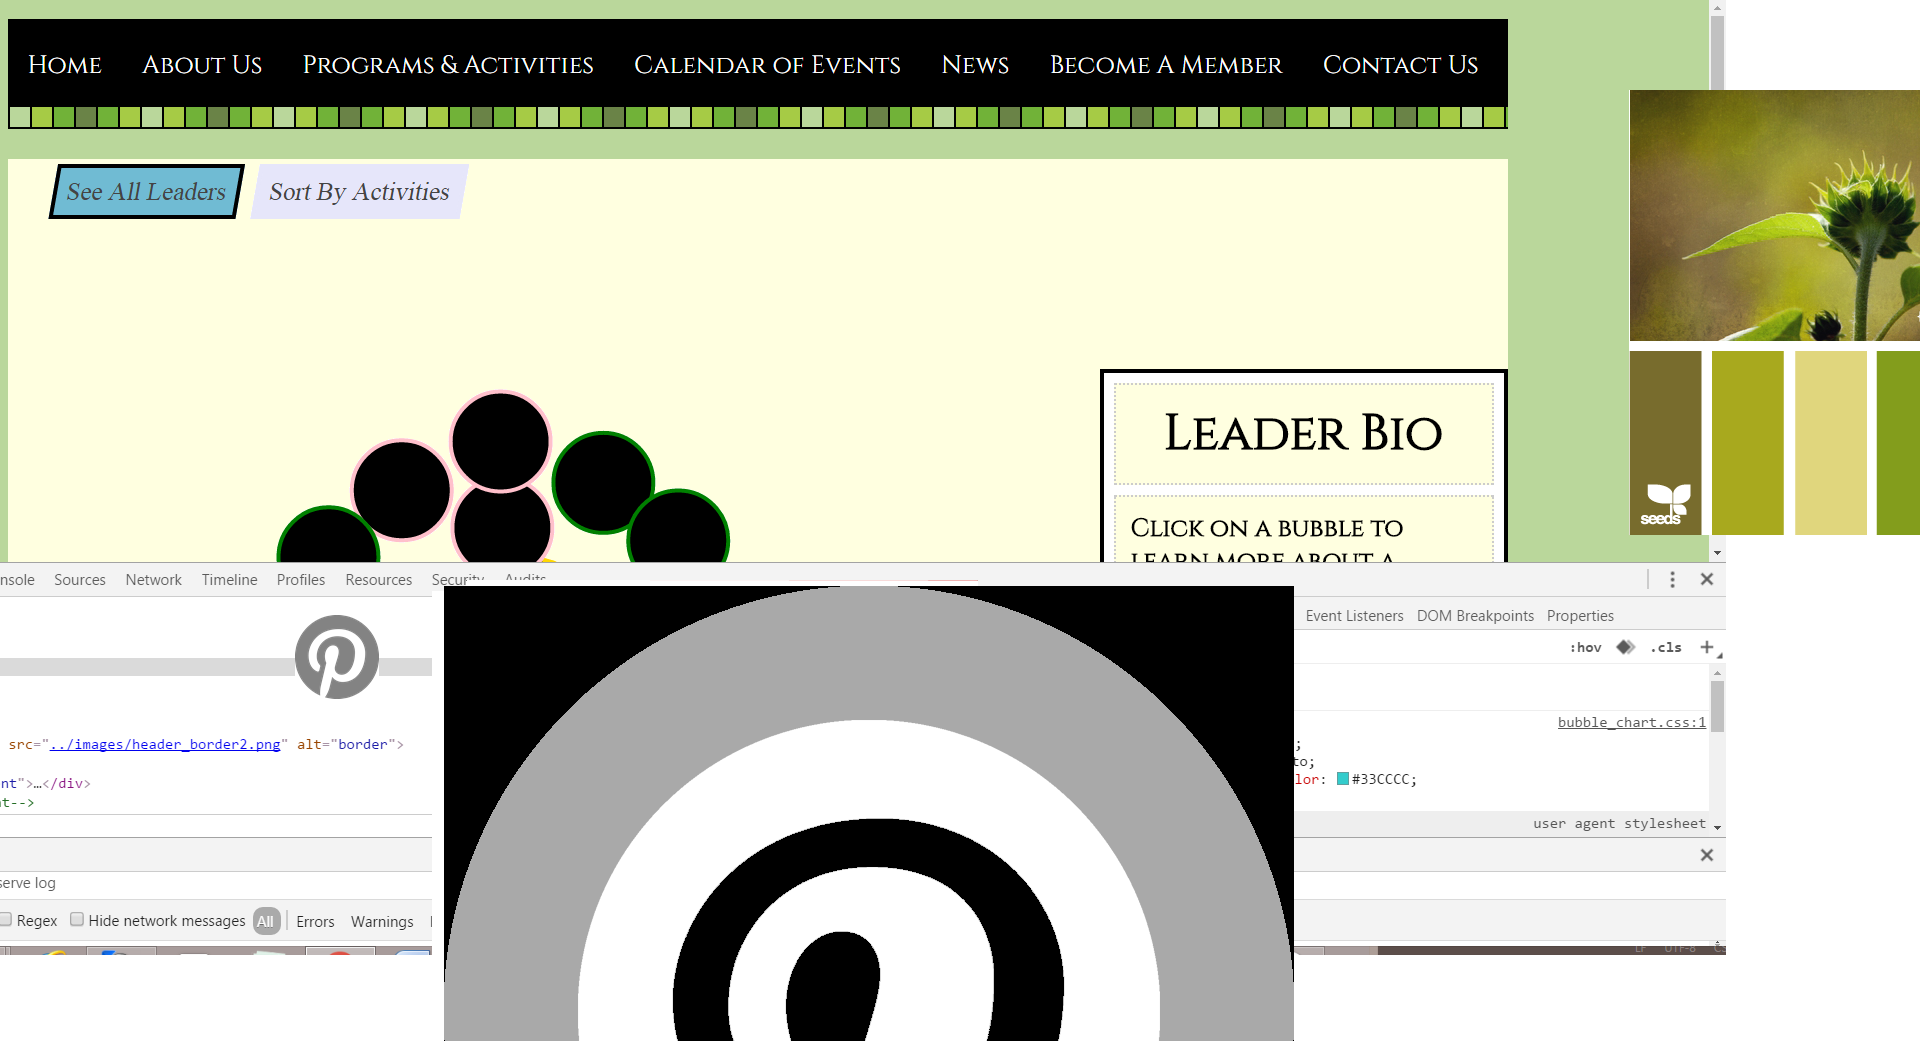 Home About Us Programs & Activities Calendar of Events News Become A Member Contact Us
See All Leaders Sort By Activities
Leader Bio
Click on a bubble to
learn more about a
seeds
nsole Sources Network Timeline Profiles Resources Security Audits
Event Listeners DOM Breakpoints Properties
:hov .cls
bubble_chart.css:1
src="../images/header_border2.png" alt="border">
;
to;
nt">…</div>
lor: #33CCCC;
t-->
user agent stylesheet
serve log
Regex Hide network messages All Errors Warnings
LF UTF-8